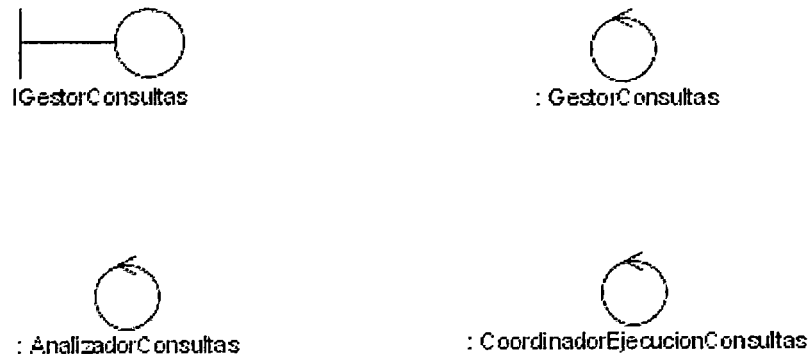 IGestorConsultas
: GestorConsultas
: AnalizadorConsultas
: CoordinadorEjecucionConsultas